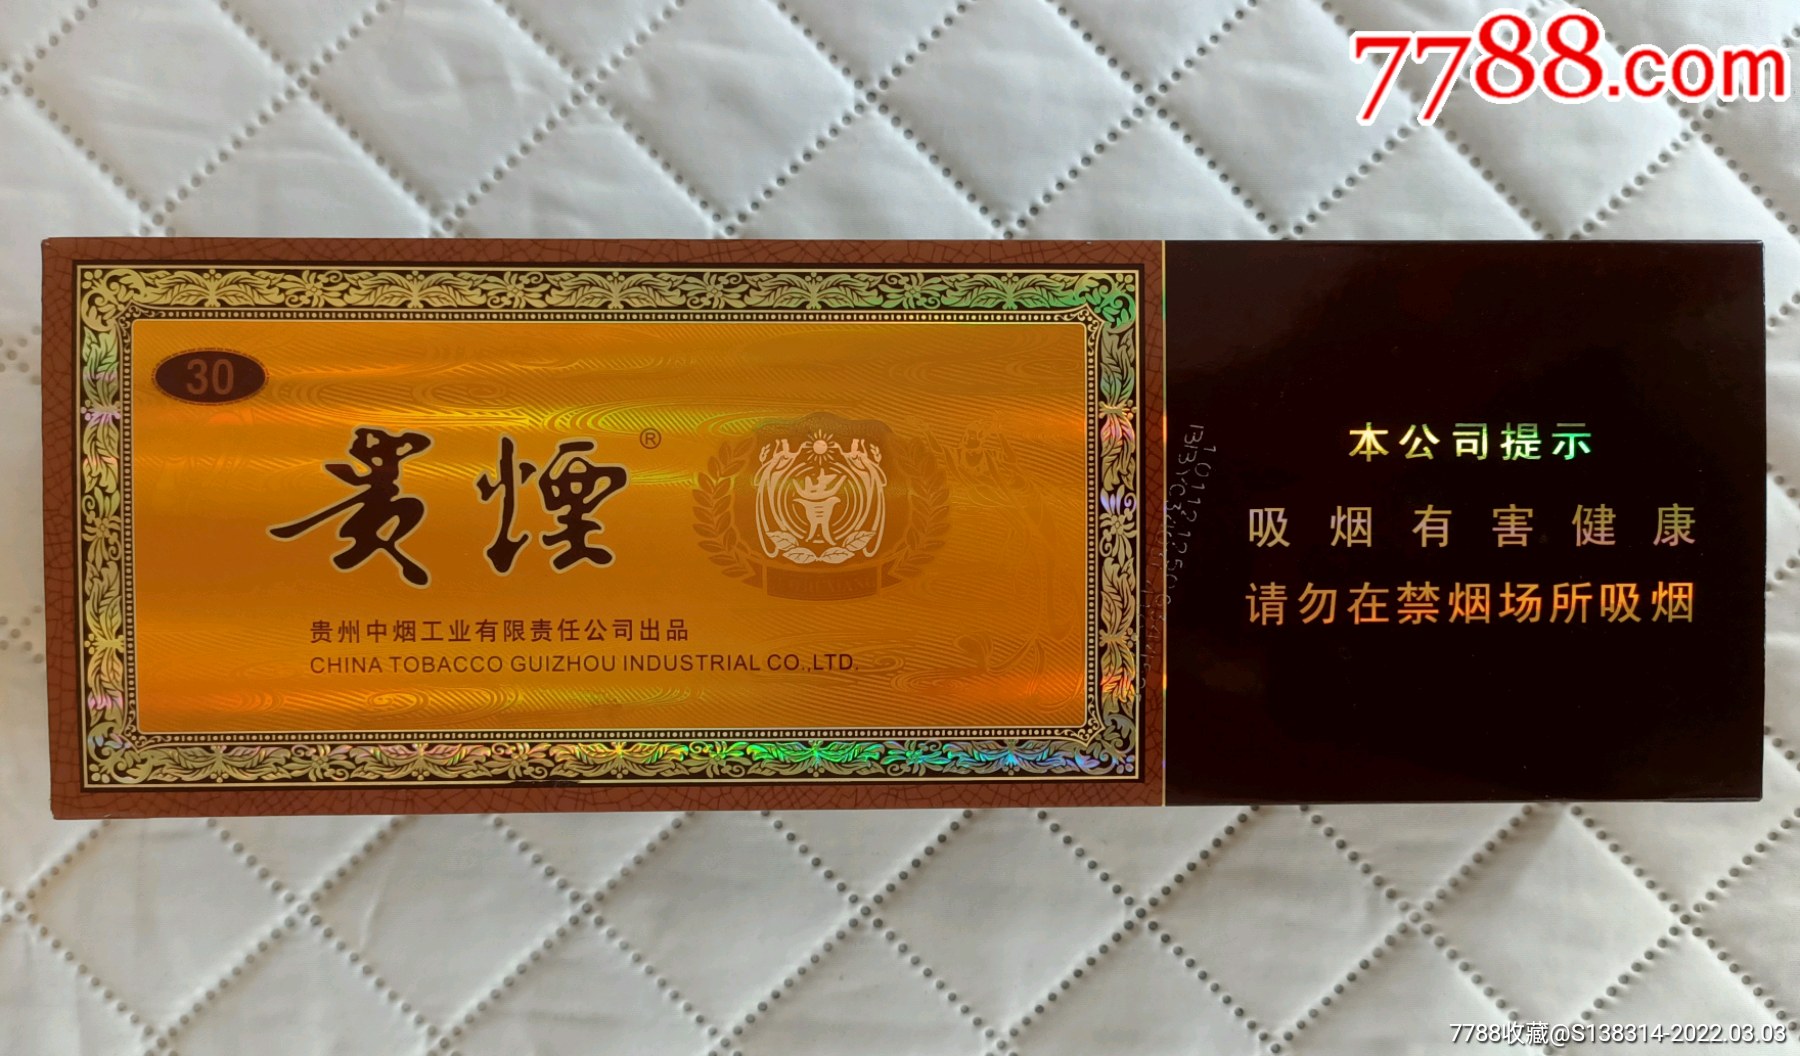 7788.com
30
貴煙®
贵州中烟工业有限责任公司出品
CHINA TOBACCO GUIZHOU INDUSTRIAL CO.,LTD.
本公司提示
吸烟有害健康
请勿在禁烟场所吸烟
7788收藏@S138314-2022.03.03